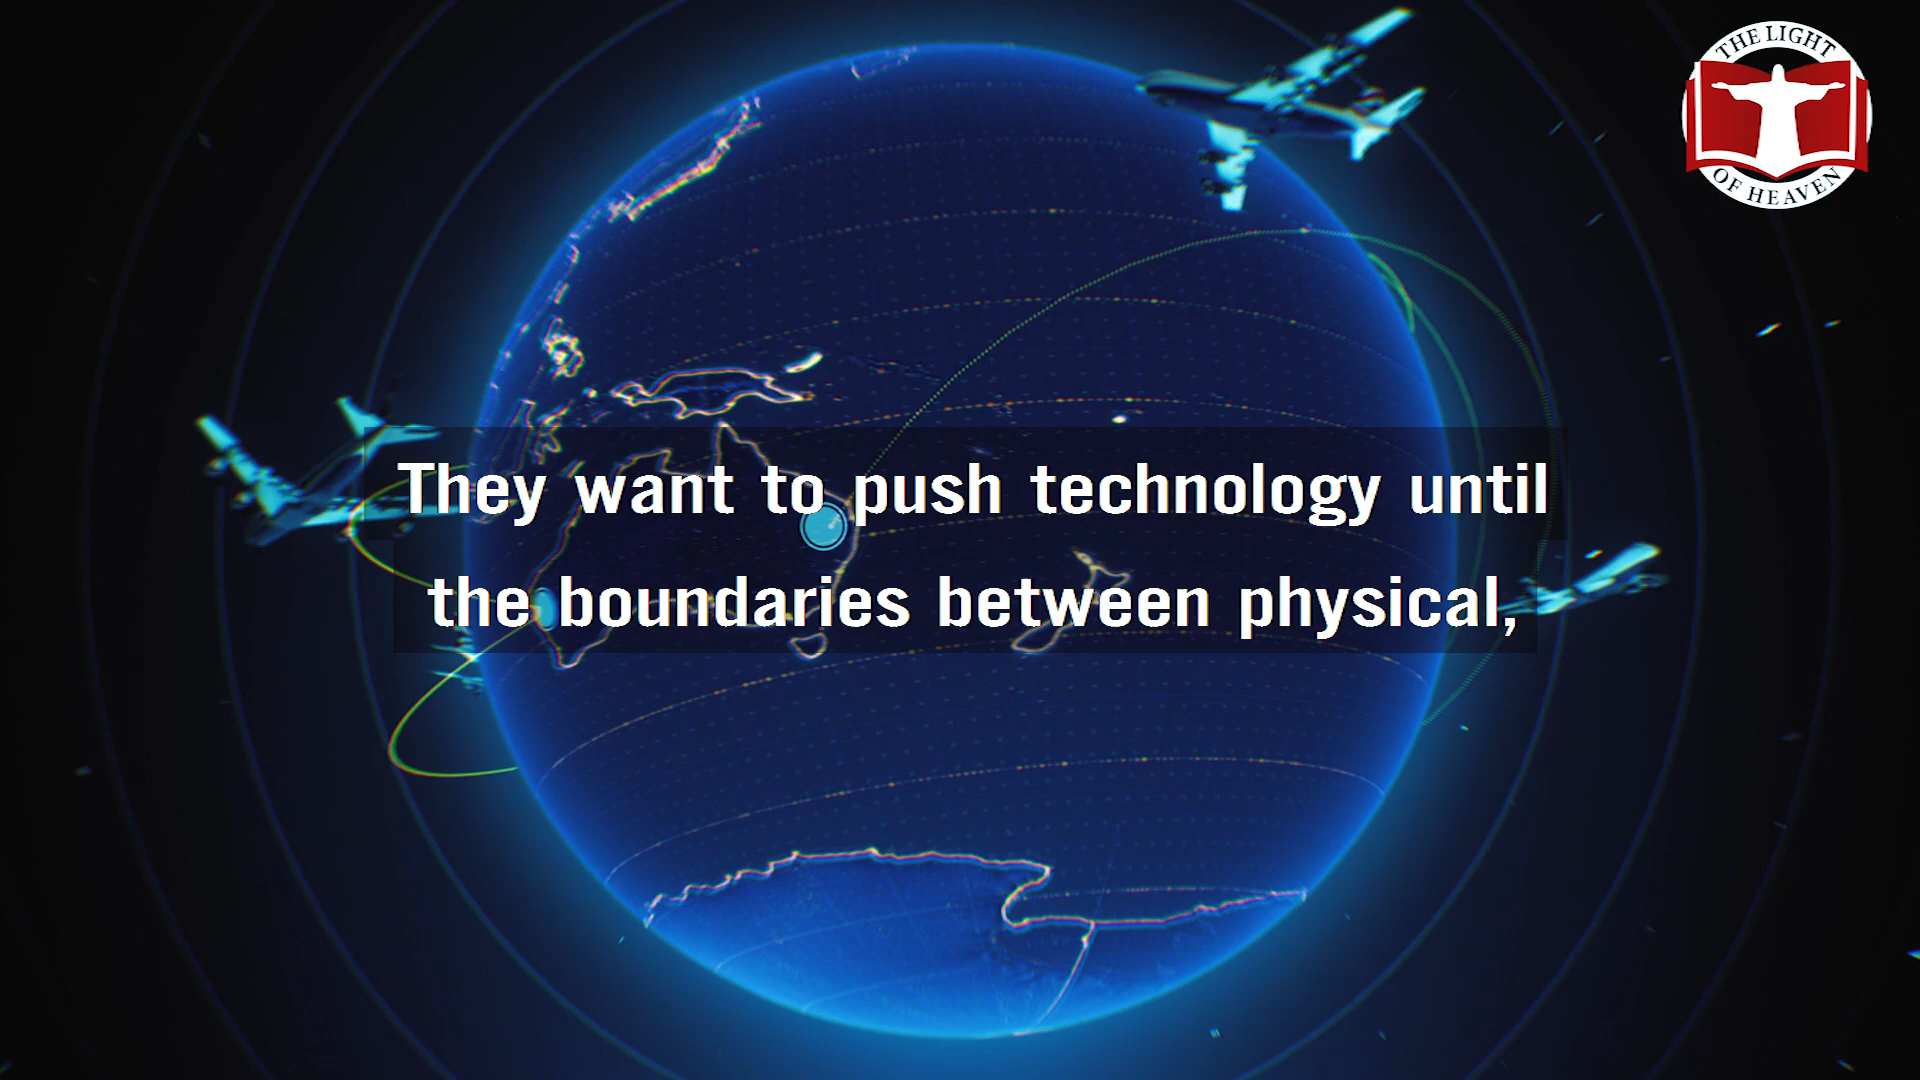 THE LIGHT
OF HEAVEN
They want to push technology until
the boundaries between physical,